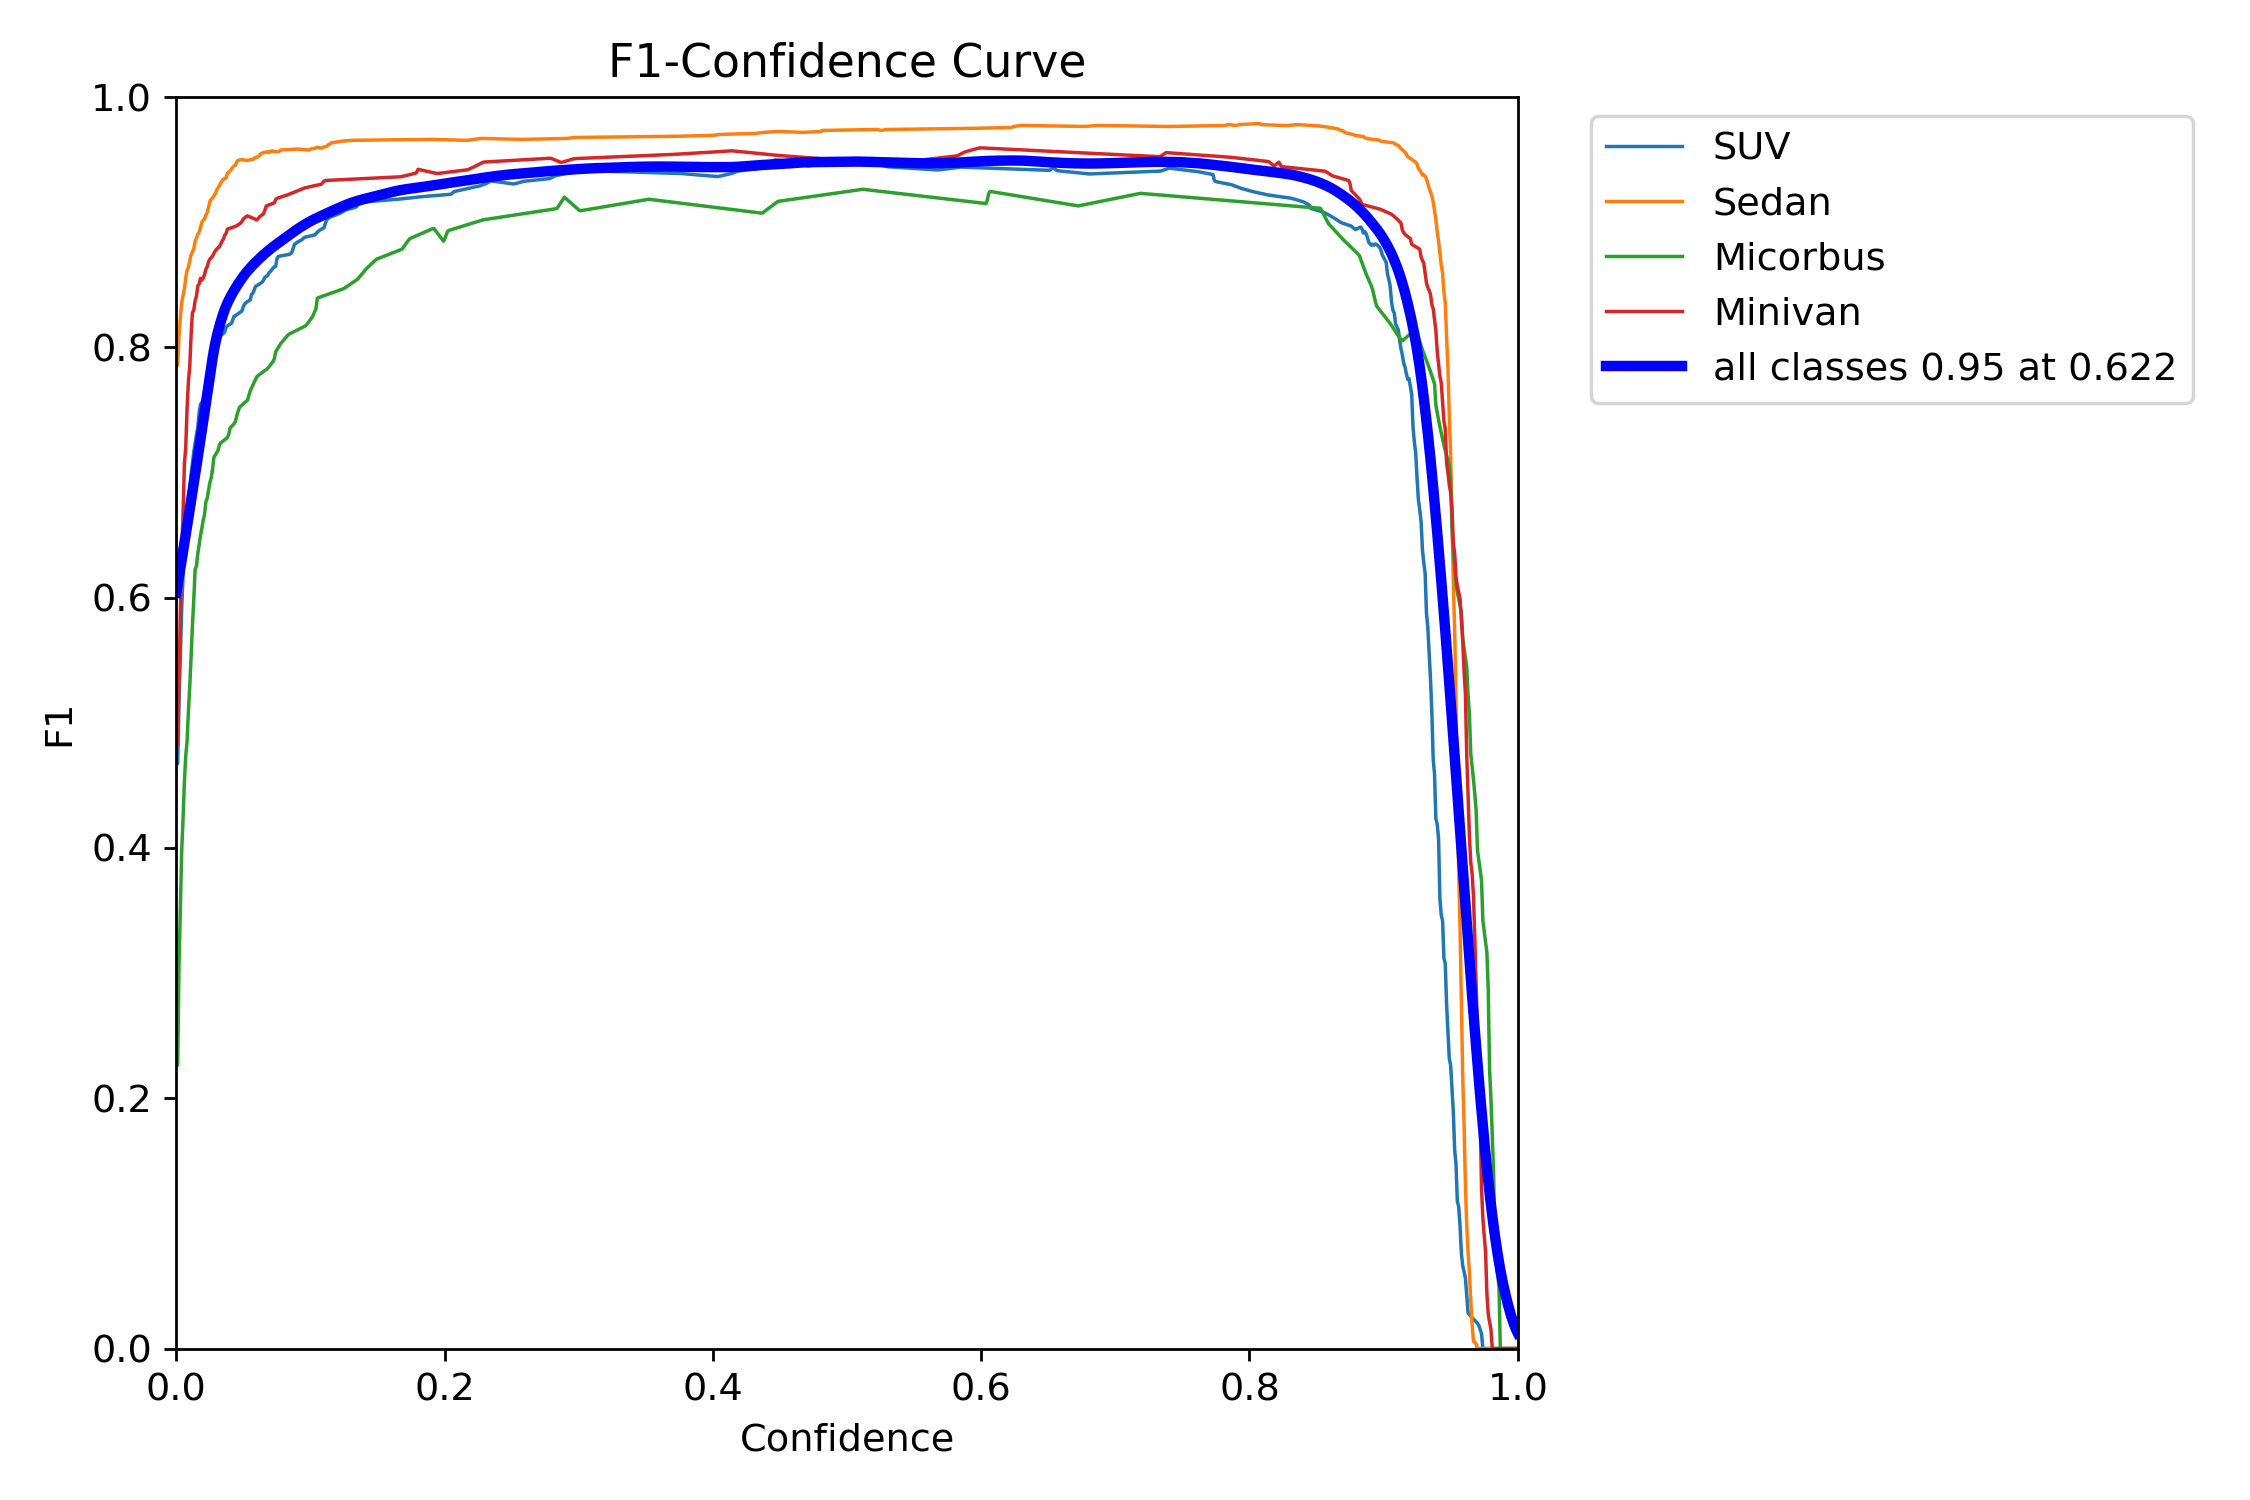 F1-Confidence Curve
1.0
0.8
0.6
0.4
0.2
0.0
F1
0.0 0.2 0.4 0.6 0.8 1.0
Confidence
SUV
Sedan
Micorbus
Minivan
all classes 0.95 at 0.622